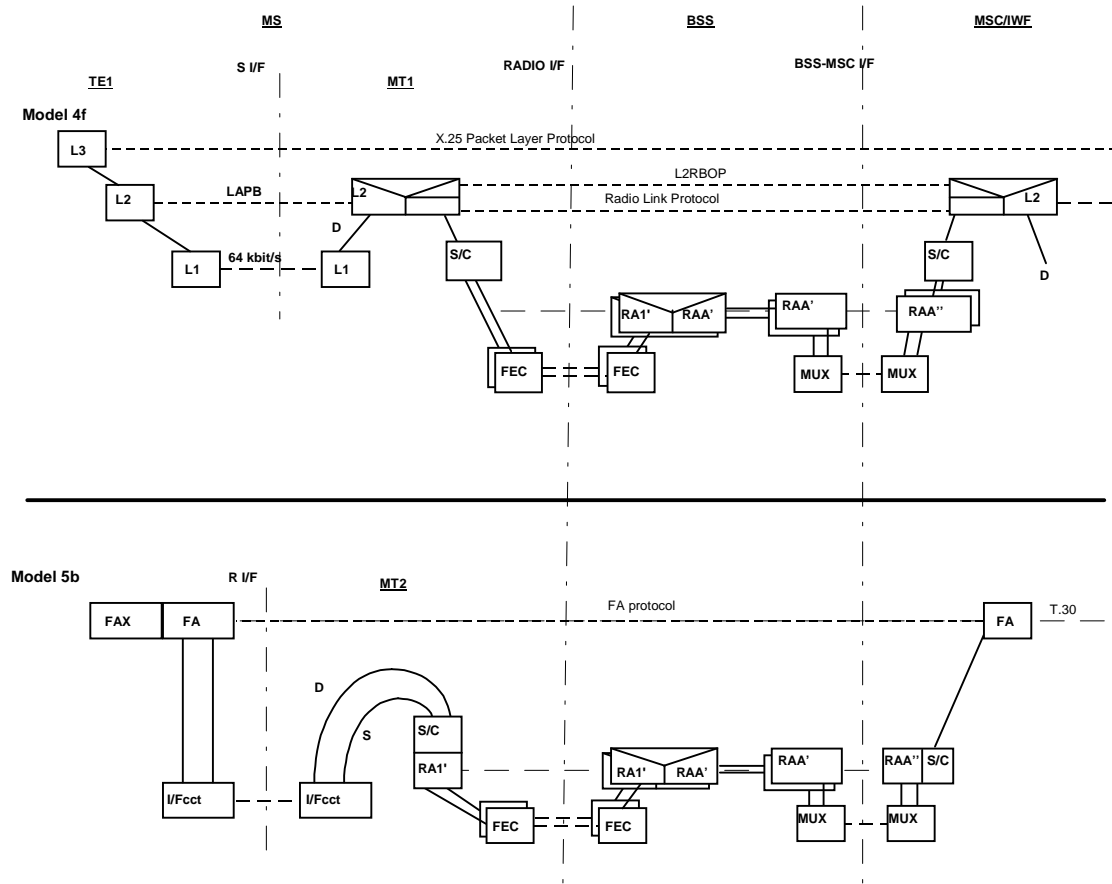 MS BSS MSC/IWF
S I/F RADIO I/F BSS-MSC I/F
TE1 MT1
Model 4f
X.25 Packet Layer Protocol
L3
L2RBOP
LAPB
L2 L2 L2
Radio Link Protocol
D
64 kbit/s
S/C S/C
L1 L1
D
RA1' RAA' RAA' RAA''
FEC FEC MUX MUX
Model 5b R I/F MT2
FA protocol T.30
FAX FA FA
D
S
S/C
RA1' RA1' RAA' RAA' RAA'' S/C
I/Fcct I/Fcct
FEC FEC MUX MUX